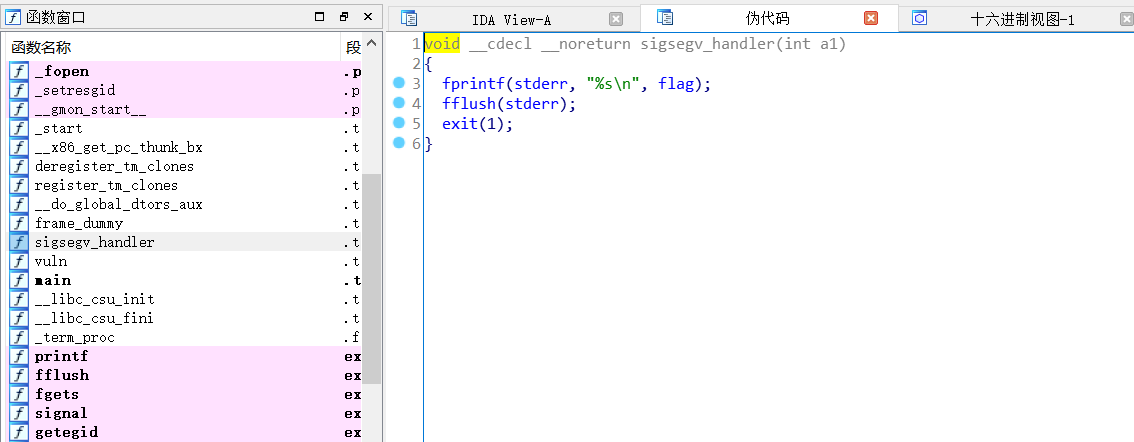 函数窗口
函数名称 段
f _fopen .p
f _setresgid .p
f __gmon_start__ .p
f _start .t
f __x86_get_pc_thunk_bx .t
f deregister_tm_clones .t
f register_tm_clones .t
f __do_global_dtors_aux .t
f frame_dummy .t
f sigsegv_handler .t
f vuln .t
f main .t
f __libc_csu_init .t
f __libc_csu_fini .t
f _term_proc .f
f printf ex
f fflush ex
f fgets ex
f signal ex
f getegid ex
IDA View-A 伪代码 十六进制视图-1
1 void __cdecl __noreturn sigsegv_handler(int a1)
2 {
3 fprintf(stderr, "%s\n", flag);
4 fflush(stderr);
5 exit(1);
6 }